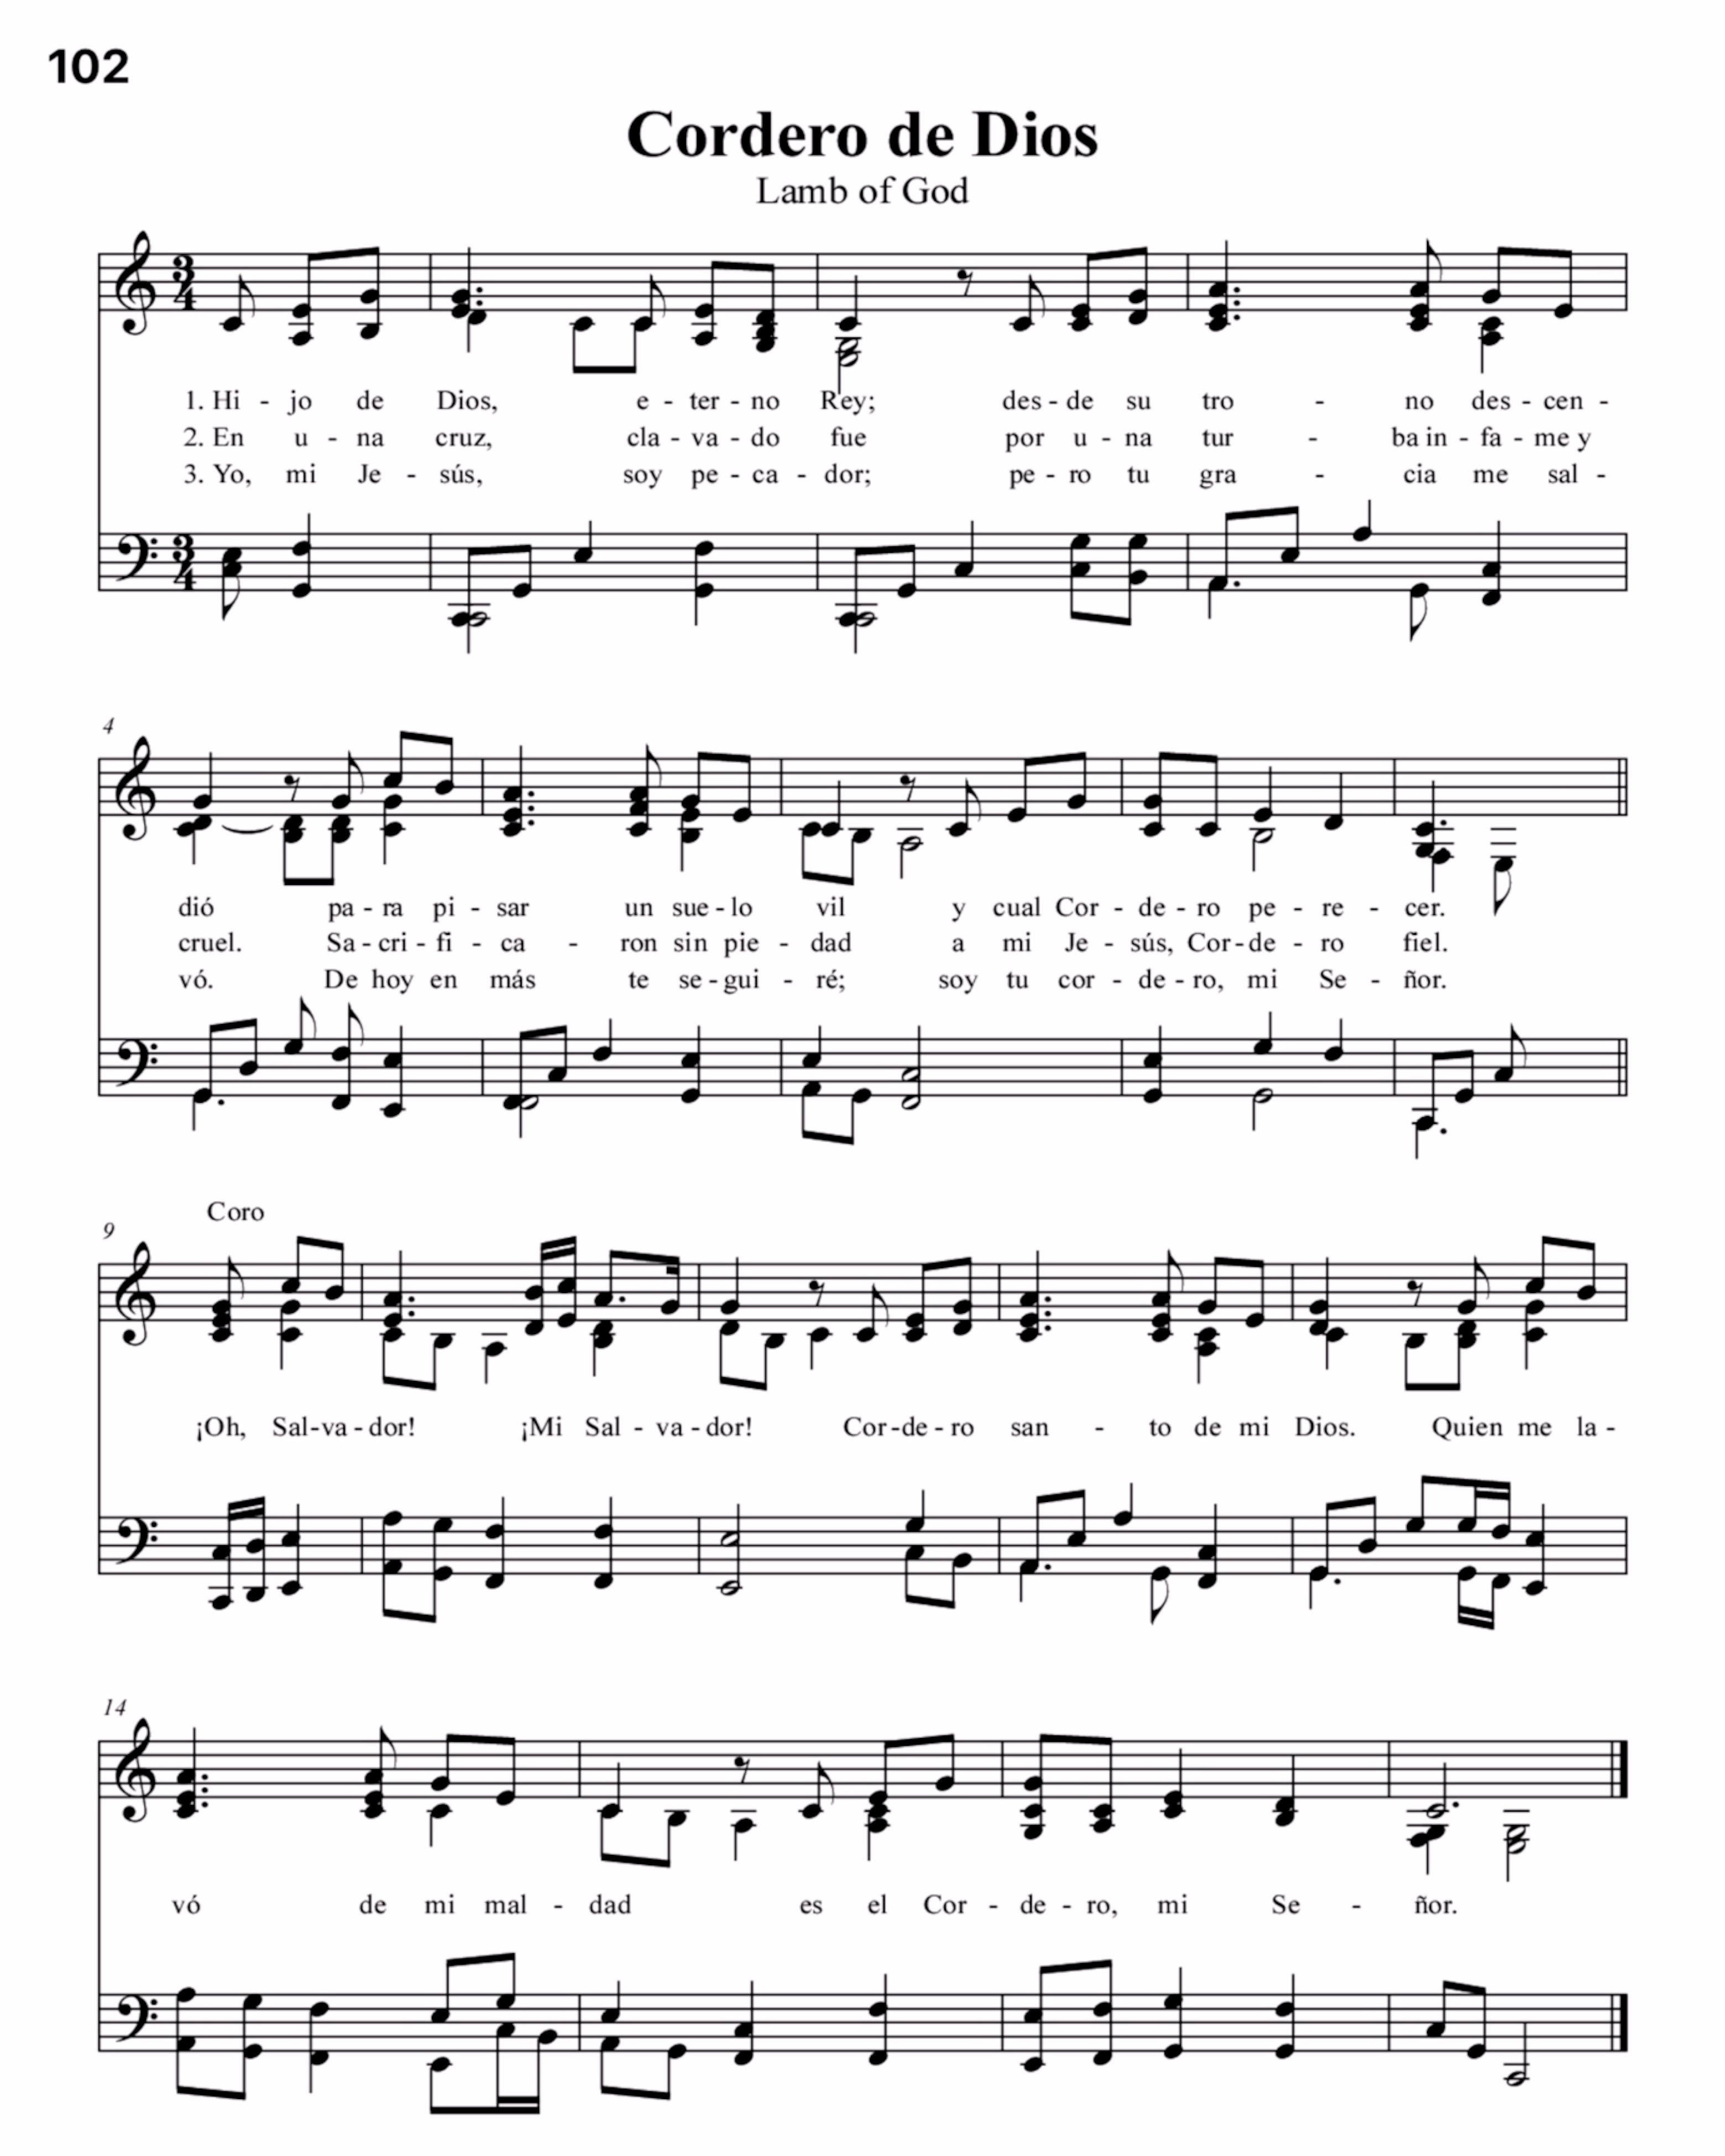 102
Cordero de Dios
Lamb of God
3 4
1. Hi - jo de Dios, e - ter - no Rey; des - de su tro - no des - cen -
2. En u - na cruz, cla - va - do fue por u - na tur - ba in - fa - me y
3. Yo, mi Je - sús, soy pe - ca - dor; pe - ro tu gra - cia me sal -
3 4
4
dió pa - ra pi - sar un sue - lo vil y cual Cor - de - ro pe - re - cer.
cruel. Sa - cri - fi - ca - ron sin pie - dad a mi Je - sús, Cor - de - ro fiel.
vó. De hoy en más te se - gui - ré; soy tu cor - de - ro, mi Se - ñor.
Coro
9
¡Oh, Sal - va - dor! ¡Mi Sal - va - dor! Cor - de - ro san - to de mi Dios. Quien me la -
14
vó de mi mal - dad es el Cor - de - ro, mi Se - ñor.